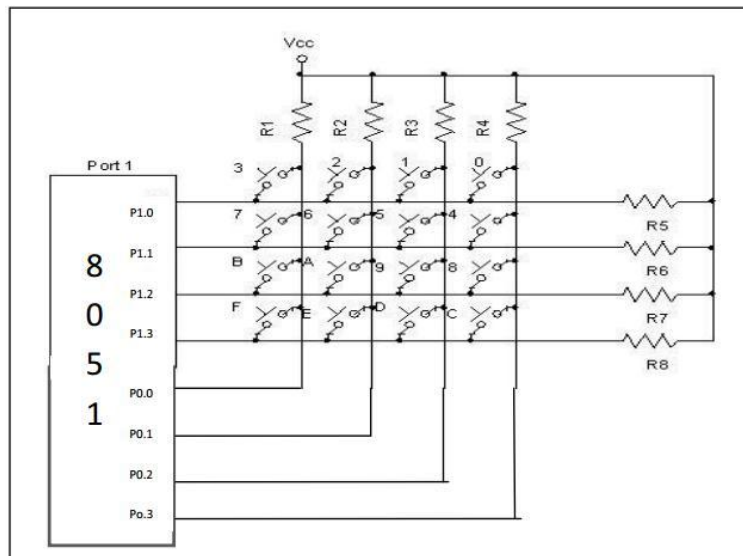 Vcc
R1 R2 R3 R4
Port 1
3 2 1 0
P1.0
R5
7 6 5 4
P1.1
R6
B A 9 8
P1.2
R7
F E D C
P1.3
R8
8
0
5
1
P0.0
P0.1
P0.2
Po.3